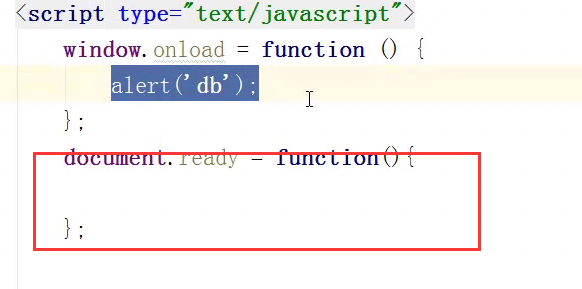 <script type="text/javascript">
window.onload = function () {
alert('db');
};
document.ready = function(){
};